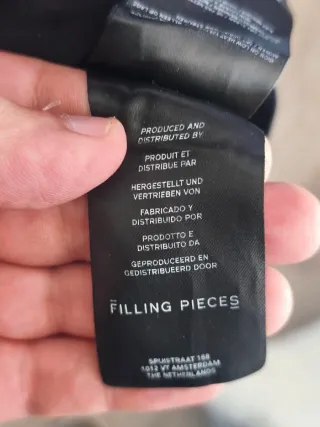 PRODUCED AND
DISTRIBUTED BY
PRODUIT ET
DISTRIBUE PAR
HERGESTELLT UND
VERTRIEBEN VON
FABRICADO Y
DISTRIBUIDO POR
PRODOTTO E
DISTRIBUITO DA
GEPRODUCEERD EN
GEDISTRIBUEERD DOOR
FILLING PIECES
SPUISTRAAT 168
1012 VT AMSTERDAM
THE NETHERLANDS